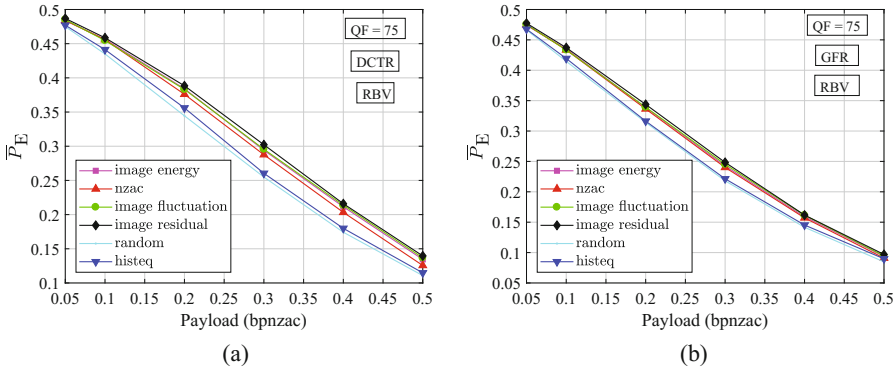 0.5
0.45
0.4
0.35
0.3
0.25
0.2
0.15
0.1
P̅_E
QF = 75
DCTR
RBV
image energy
nzac
image fluctuation
image residual
random
histeq
0.05 0.1 0.15 0.2 0.25 0.3 0.35 0.4 0.45 0.5
Payload (bpnzac)
(a)
0.5
0.45
0.4
0.35
0.3
0.25
0.2
0.15
0.1
0.05
P̅_E
QF = 75
GFR
RBV
image energy
nzac
image fluctuation
image residual
random
histeq
0.05 0.1 0.15 0.2 0.25 0.3 0.35 0.4 0.45 0.5
Payload (bpnzac)
(b)